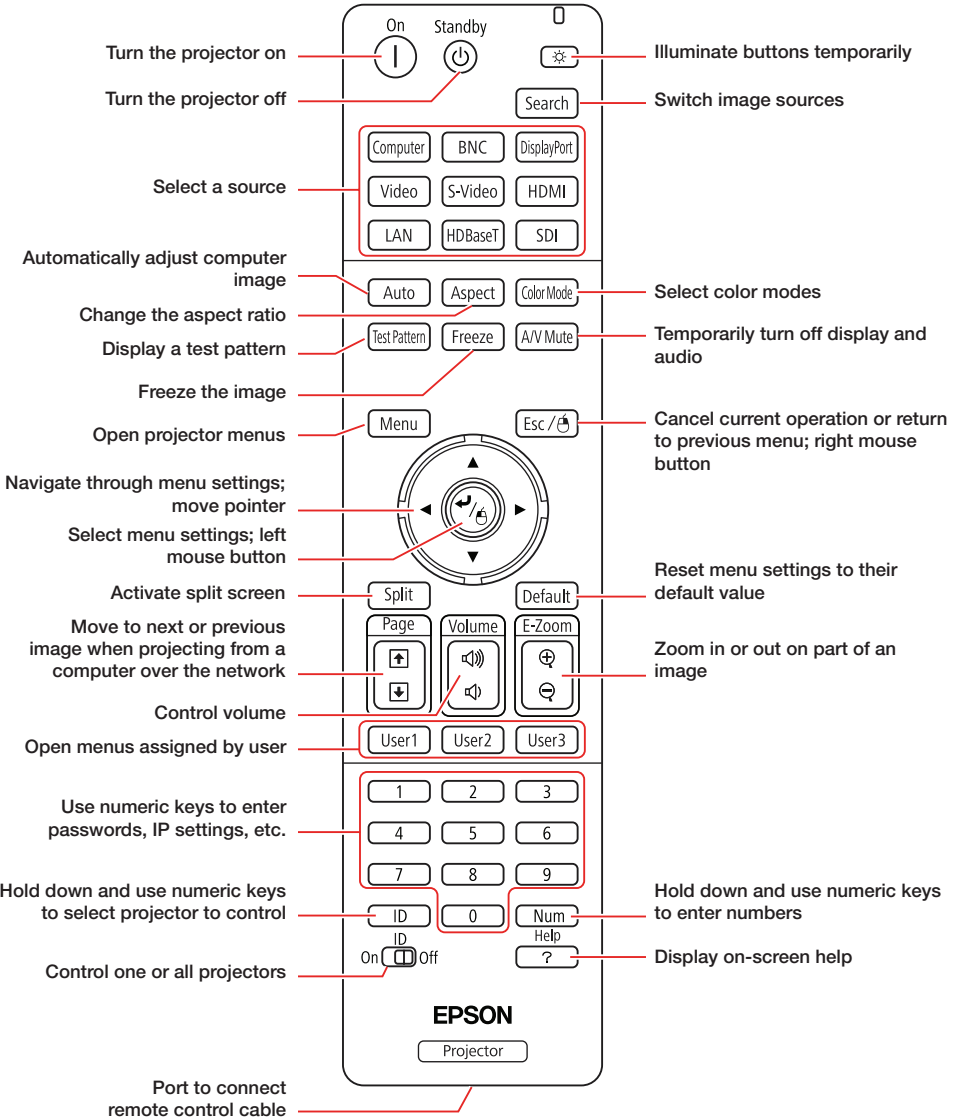 On
Standby
Turn the projector on
Illuminate buttons temporarily
Turn the projector off
Search
Switch image sources
Computer
BNC
DisplayPort
Select a source
Video
S-Video
HDMI
LAN
HDBaseT
SDI
Automatically adjust computer
image
Auto
Aspect
Color Mode
Select color modes
Change the aspect ratio
Test Pattern
Freeze
A/V Mute
Temporarily turn off display and
audio
Display a test pattern
Freeze the image
Menu
Esc /
Cancel current operation or return
to previous menu; right mouse
button
Open projector menus
Navigate through menu settings;
move pointer
/
Select menu settings; left
mouse button
Activate split screen
Split
Default
Reset menu settings to their
default value
Page
Volume
E-Zoom
Move to next or previous
image when projecting from a
computer over the network
Zoom in or out on part of an
image
Control volume
Open menus assigned by user
User1
User2
User3
1
2
3
Use numeric keys to enter
passwords, IP settings, etc.
4
5
6
7
8
9
Hold down and use numeric keys
to select projector to control
ID
0
Num
Hold down and use numeric keys
to enter numbers
ID
On
Off
Help
?
Display on-screen help
Control one or all projectors
EPSON
Projector
Port to connect
remote control cable